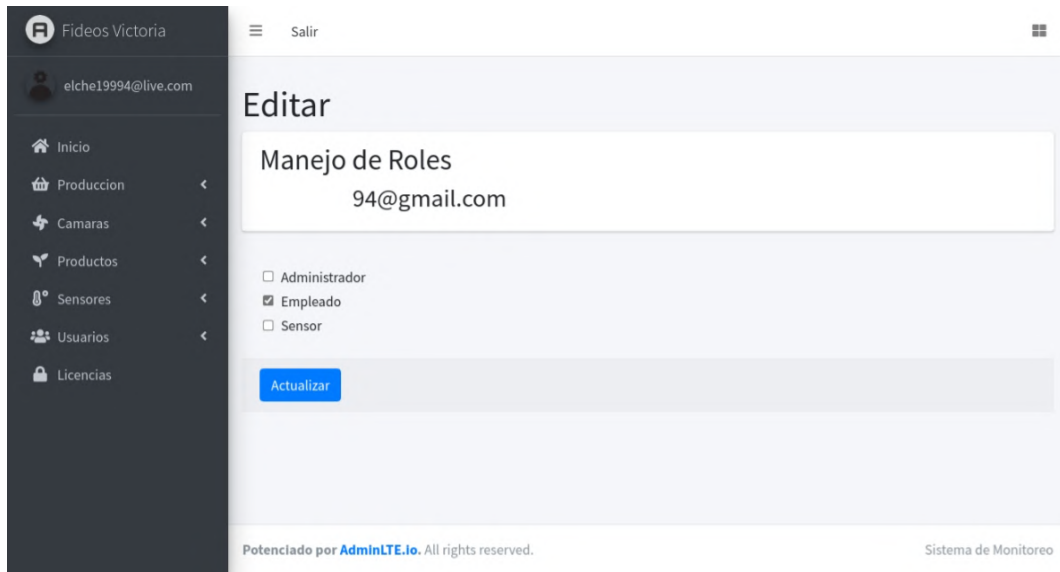 Fideos Victoria
elche19994@live.com
Inicio
Produccion
Camaras
Productos
Sensores
Usuarios
Licencias
Salir
Editar
Manejo de Roles
94@gmail.com
Administrador
Empleado
Sensor
Actualizar
Potenciado por AdminLTE.io. All rights reserved.
Sistema de Monitoreo